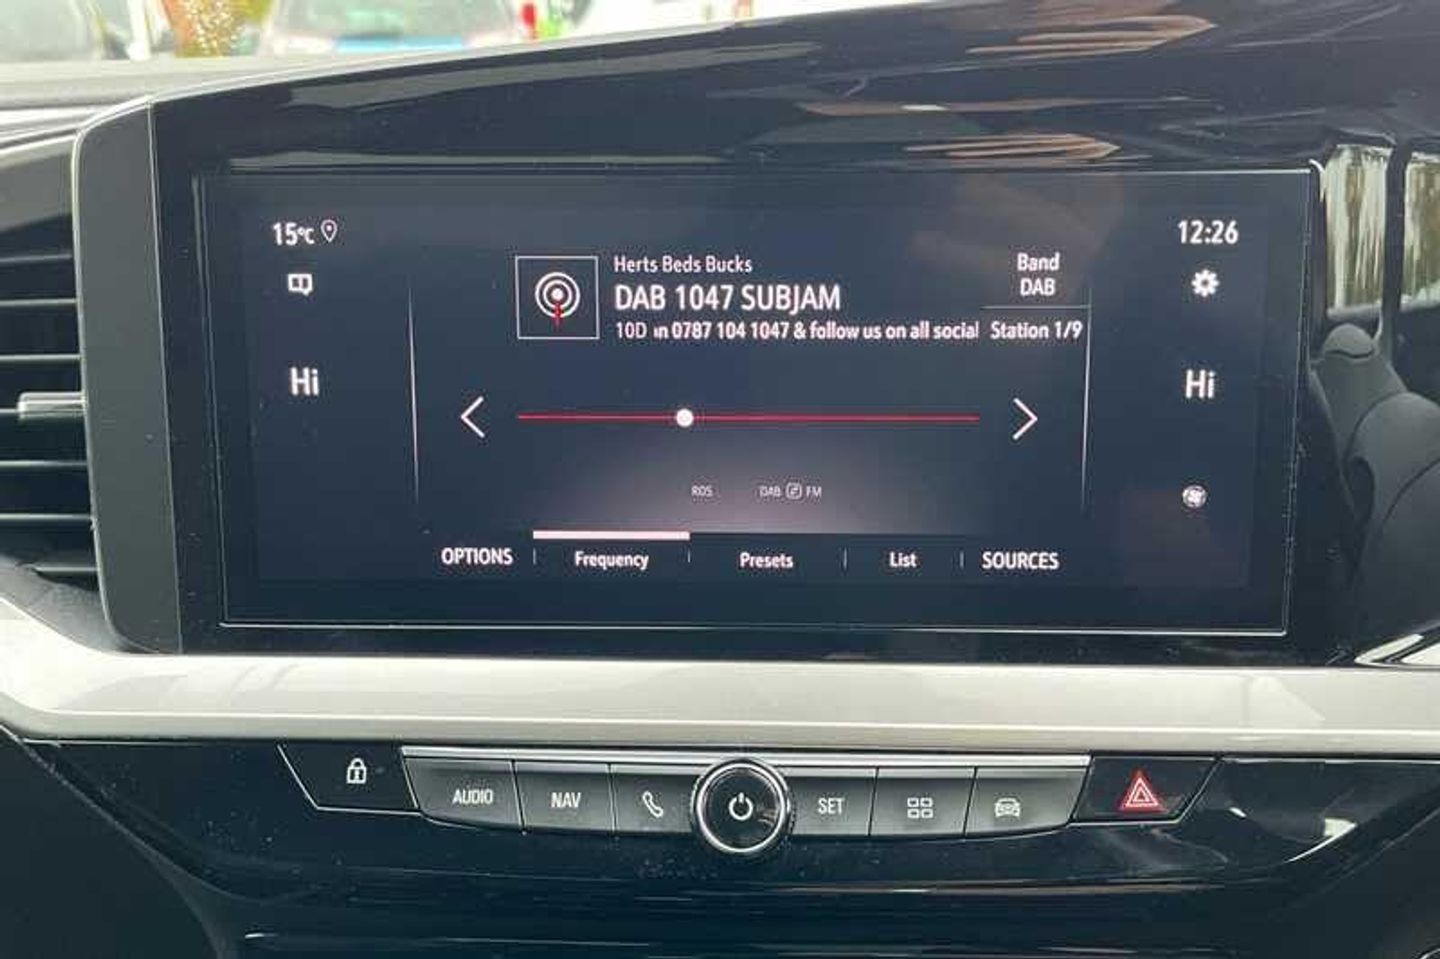 15°C
12:26
Herts Beds Bucks
DAB 1047 SUBJAM
10D in 0787 104 1047 & follow us on all social
Band
DAB
Station 1/9
Hi
Hi
RDS
DAB FM
OPTIONS
Frequency
Presets
List
SOURCES
AUDIO
NAV
SET